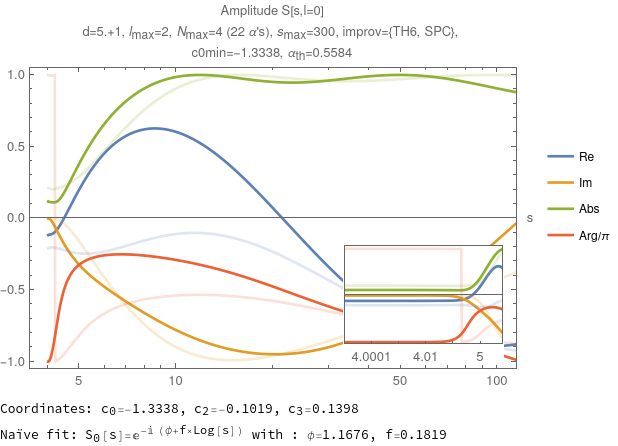 Amplitude S[s,l=0]
d=5.+1, lmax=2, Nmax=4 (22 α's), smax=300, improv={TH6, SPC},
c0min=−1.3338, αth=0.5584
1.0
0.5
0.0
−0.5
−1.0
5
10
50
100
s
4.0001
4.01
5
Re
Im
Abs
Arg/π
Coordinates: c₀=-1.3338, c₂=-0.1019, c₃=0.1398
Naïve fit: S₀[s]=e^-i (ϕ+f×Log[s]) with : ϕ=1.1676, f=0.1819